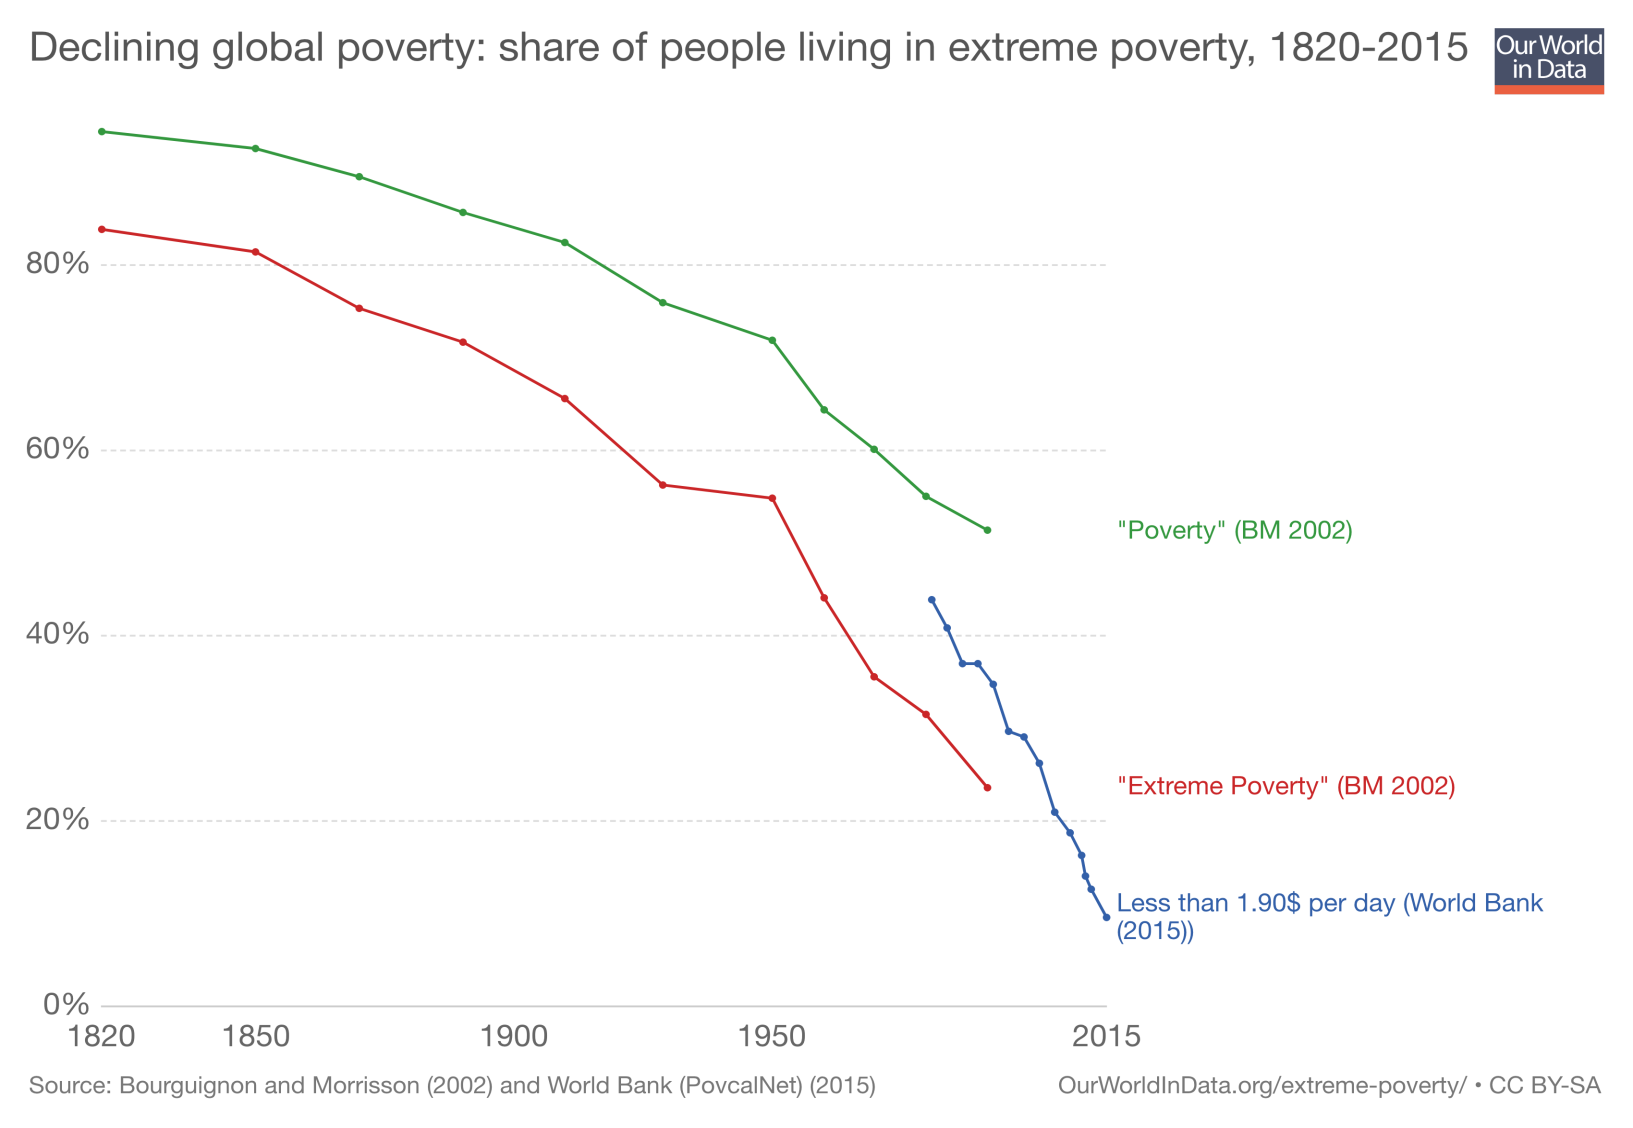 Declining global poverty: share of people living in extreme poverty, 1820-2015
Our World
in Data
80%
60%
40%
20%
0%
"Poverty" (BM 2002)
"Extreme Poverty" (BM 2002)
Less than 1.90$ per day (World Bank
(2015))
1820 1850 1900 1950 2015
Source: Bourguignon and Morrisson (2002) and World Bank (PovcalNet) (2015)
OurWorldInData.org/extreme-poverty/ • CC BY-SA